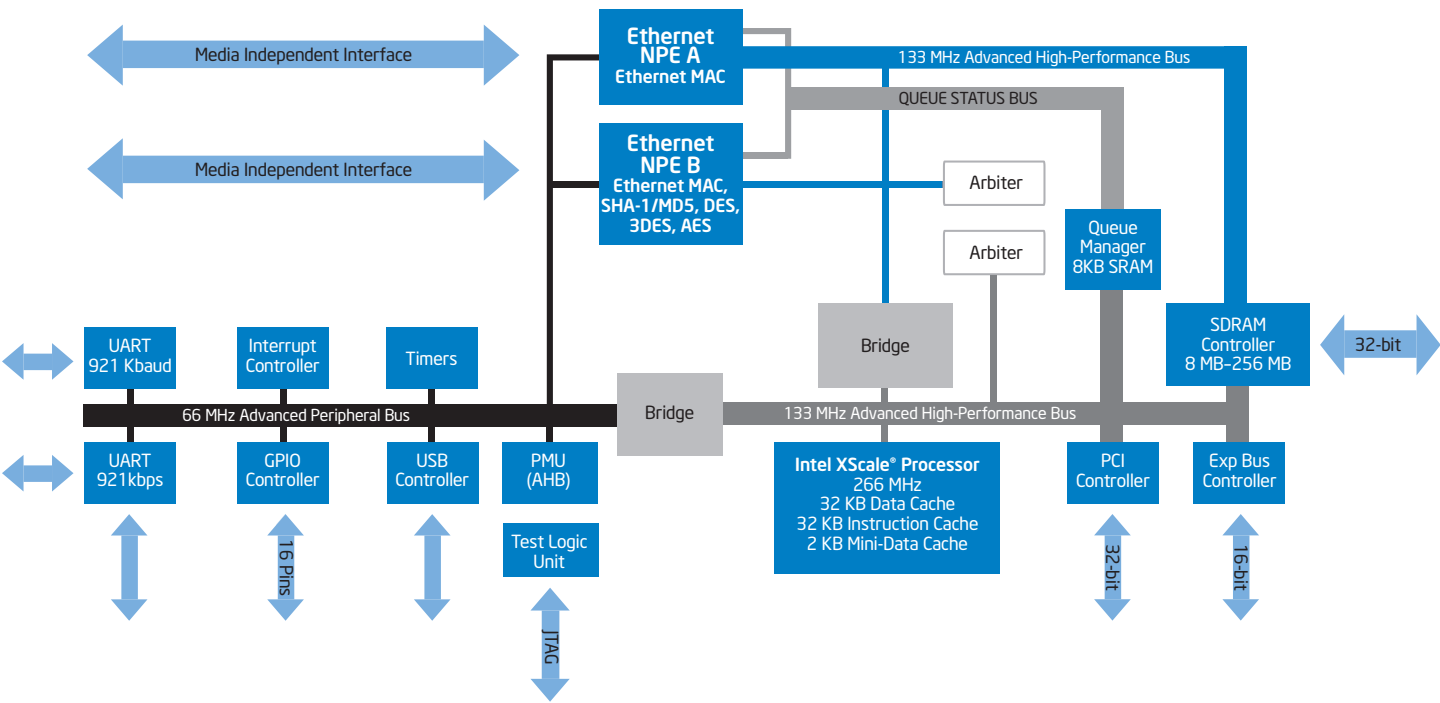 Media Independent Interface
Ethernet
NPE A
Ethernet MAC
133 MHz Advanced High-Performance Bus
QUEUE STATUS BUS
Media Independent Interface
Ethernet
NPE B
Ethernet MAC,
SHA-1/MD5, DES,
3DES, AES
Arbiter
Arbiter
Queue
Manager
8KB SRAM
UART
921 Kbaud
Interrupt
Controller
Timers
Bridge
SDRAM
Controller
8 MB–256 MB
32-bit
66 MHz Advanced Peripheral Bus
Bridge
133 MHz Advanced High-Performance Bus
UART
921kbps
GPIO
Controller
USB
Controller
PMU
(AHB)
Intel XScale® Processor
266 MHz
32 KB Data Cache
32 KB Instruction Cache
2 KB Mini-Data Cache
PCI
Controller
Exp Bus
Controller
Test Logic
Unit
16 Pins
32-bit
16-bit
JTAG